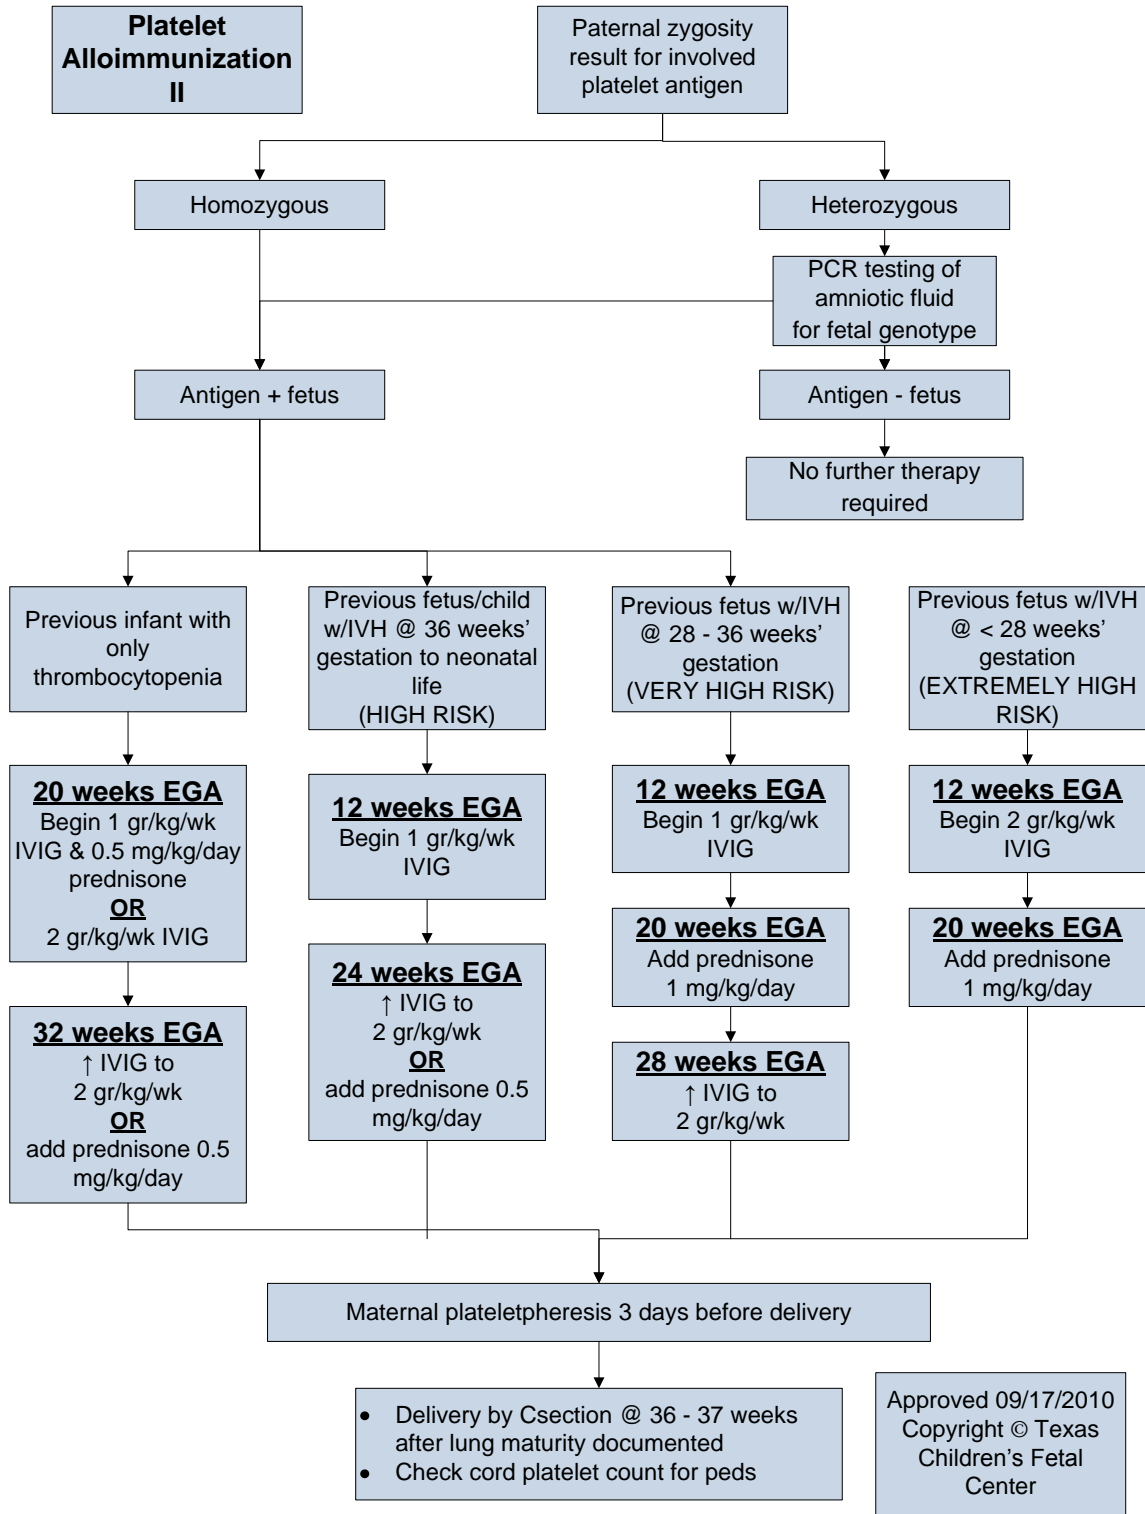 Platelet
Alloimmunization
II
Paternal zygosity
result for involved
platelet antigen
Homozygous
Heterozygous
PCR testing of
amniotic fluid
for fetal genotype
Antigen + fetus
Antigen - fetus
No further therapy
required
Previous infant with
only
thrombocytopenia
Previous fetus/child
w/IVH @ 36 weeks’
gestation to neonatal
life
(HIGH RISK)
Previous fetus w/IVH
@ 28 - 36 weeks’
gestation
(VERY HIGH RISK)
Previous fetus w/IVH
@ < 28 weeks’
gestation
(EXTREMELY HIGH
RISK)
20 weeks EGA
Begin 1 gr/kg/wk
IVIG & 0.5 mg/kg/day
prednisone
OR
2 gr/kg/wk IVIG
12 weeks EGA
Begin 1 gr/kg/wk
IVIG
12 weeks EGA
Begin 1 gr/kg/wk
IVIG
12 weeks EGA
Begin 2 gr/kg/wk
IVIG
32 weeks EGA
↑ IVIG to
2 gr/kg/wk
OR
add prednisone 0.5
mg/kg/day
24 weeks EGA
↑ IVIG to
2 gr/kg/wk
OR
add prednisone 0.5
mg/kg/day
20 weeks EGA
Add prednisone
1 mg/kg/day
20 weeks EGA
Add prednisone
1 mg/kg/day
28 weeks EGA
↑ IVIG to
2 gr/kg/wk
Maternal plateletpheresis 3 days before delivery
• Delivery by Csection @ 36 - 37 weeks
after lung maturity documented
• Check cord platelet count for peds
Approved 09/17/2010
Copyright © Texas
Children’s Fetal
Center